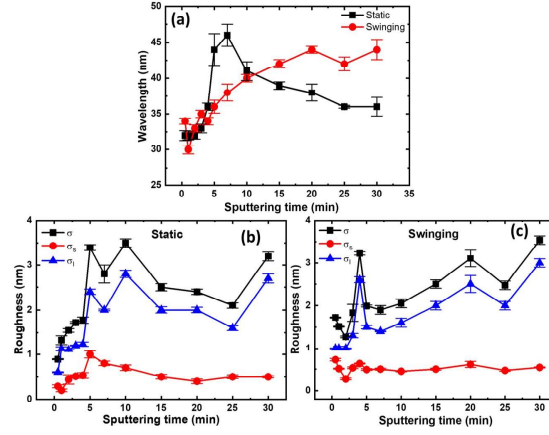 (a)
Static
Swinging
50
45
40
35
30
25
Wavelength (nm)
0 5 10 15 20 25 30 35
Sputtering time (min)
Static
(b)
σ
σs
σl
4
3
2
1
0
Roughness (nm)
0 5 10 15 20 25 30
Sputtering time (min)
Swinging
(c)
σ
σs
σl
4
3
2
1
0
Roughness (nm)
0 5 10 15 20 25 30
Sputtering time (min)